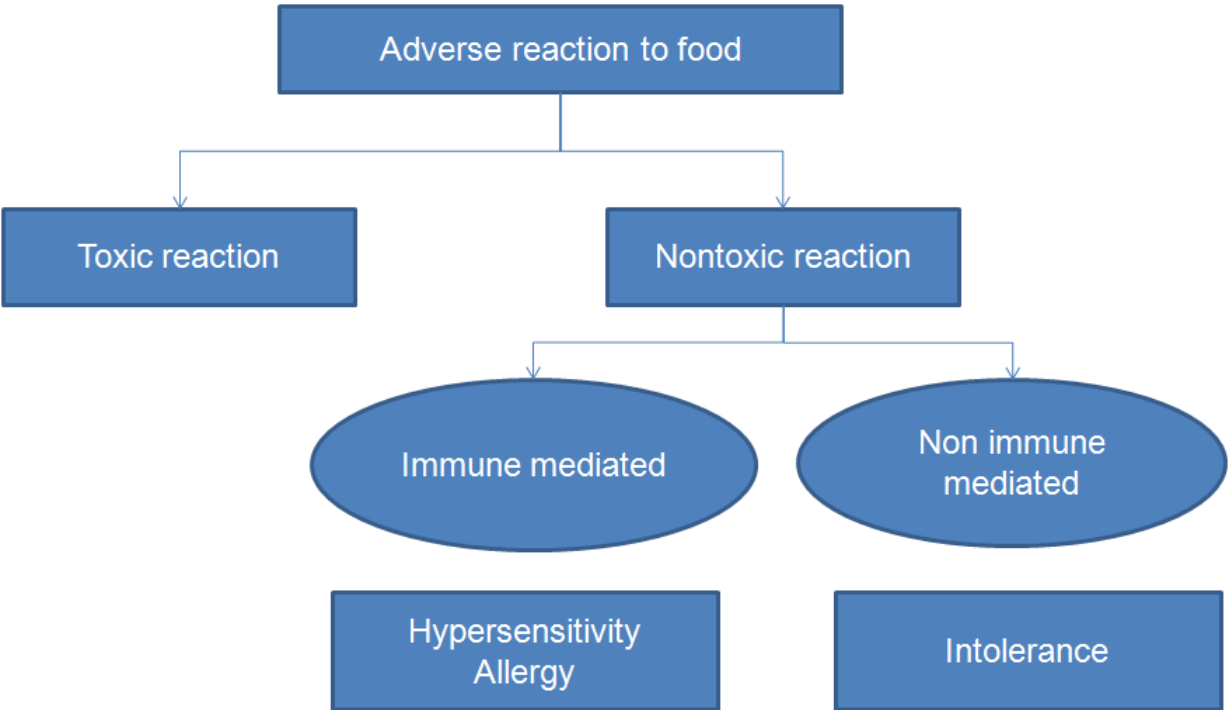 Adverse reaction to food
Toxic reaction
Nontoxic reaction
Immune mediated
Non immune
mediated
Hypersensitivity
Allergy
Intolerance